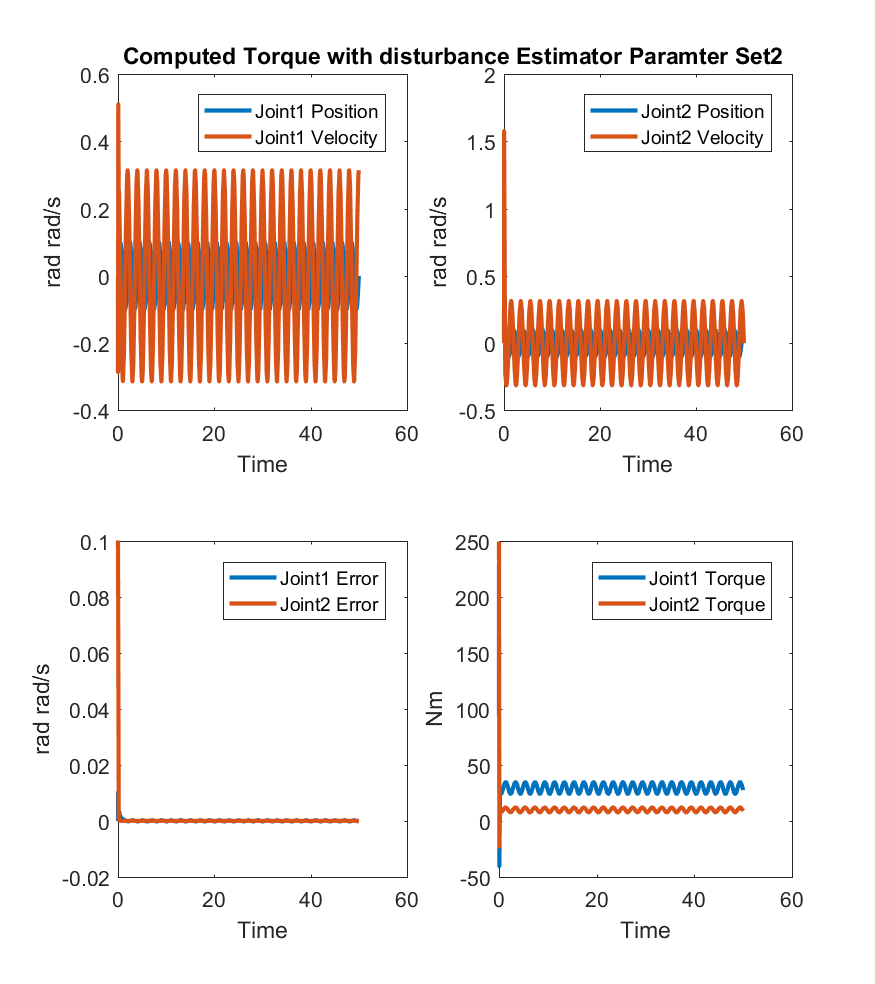 Computed Torque with disturbance Estimator Paramter Set2
0.6
0.4
0.2
0
-0.2
-0.4
rad rad/s
Joint1 Position
Joint1 Velocity
0 20 40 60
Time
2
1.5
1
0.5
0
-0.5
rad rad/s
Joint2 Position
Joint2 Velocity
0 20 40 60
Time
0.1
0.08
0.06
0.04
0.02
0
-0.02
rad rad/s
Joint1 Error
Joint2 Error
0 20 40 60
Time
250
200
150
100
50
0
-50
Nm
Joint1 Torque
Joint2 Torque
0 20 40 60
Time